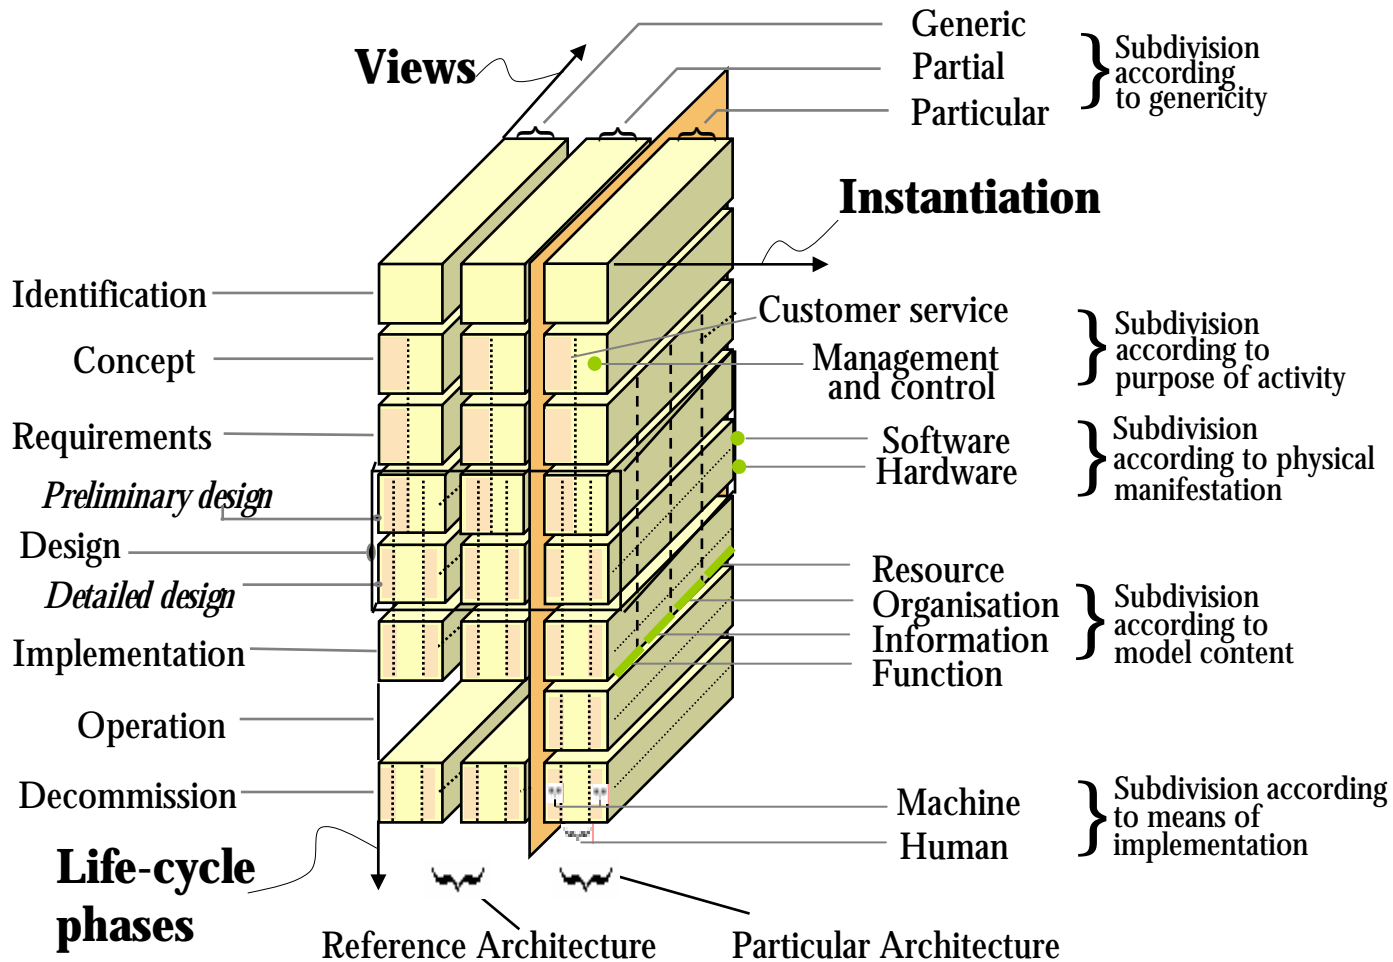 Generic
Partial
Particular
Subdivision
according
to genericity
Views
Instantiation
Identification
Concept
Requirements
Preliminary design
Design
Detailed design
Implementation
Operation
Decommission
Customer service
Management
and control
Subdivision
according to
purpose of activity
Software
Hardware
Subdivision
according to physical
manifestation
Resource
Organisation
Information
Function
Subdivision
according to
model content
Machine
Human
Subdivision according
to means of
implementation
Life-cycle
phases
Reference Architecture
Particular Architecture